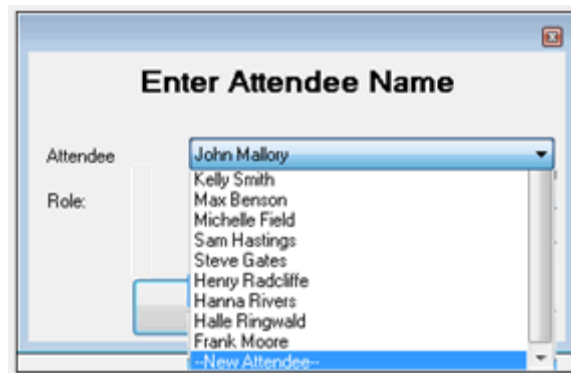 Enter Attendee Name
Attendee
John Mallory
Kelly Smith
Max Benson
Role:
Michelle Field
Sam Hastings
Steve Gates
Henry Radcliffe
Hanna Rivers
Halle Ringwald
Frank Moore
--New Attendee--